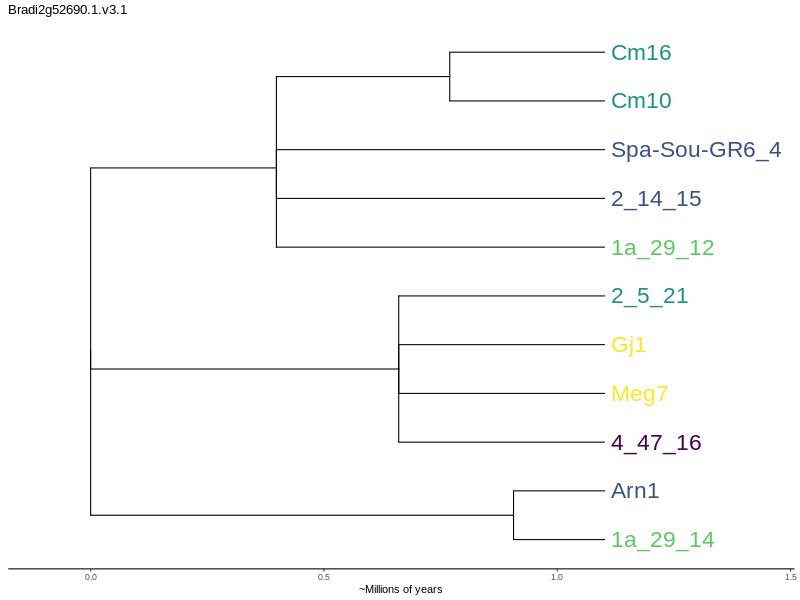 Bradi2g52690.1.v3.1
Cm16
Cm10
Spa-Sou-GR6_4
2_14_15
1a_29_12
2_5_21
Gj1
Meg7
4_47_16
Arn1
1a_29_14
0.0 0.5 1.0 1.5
~Millions of years